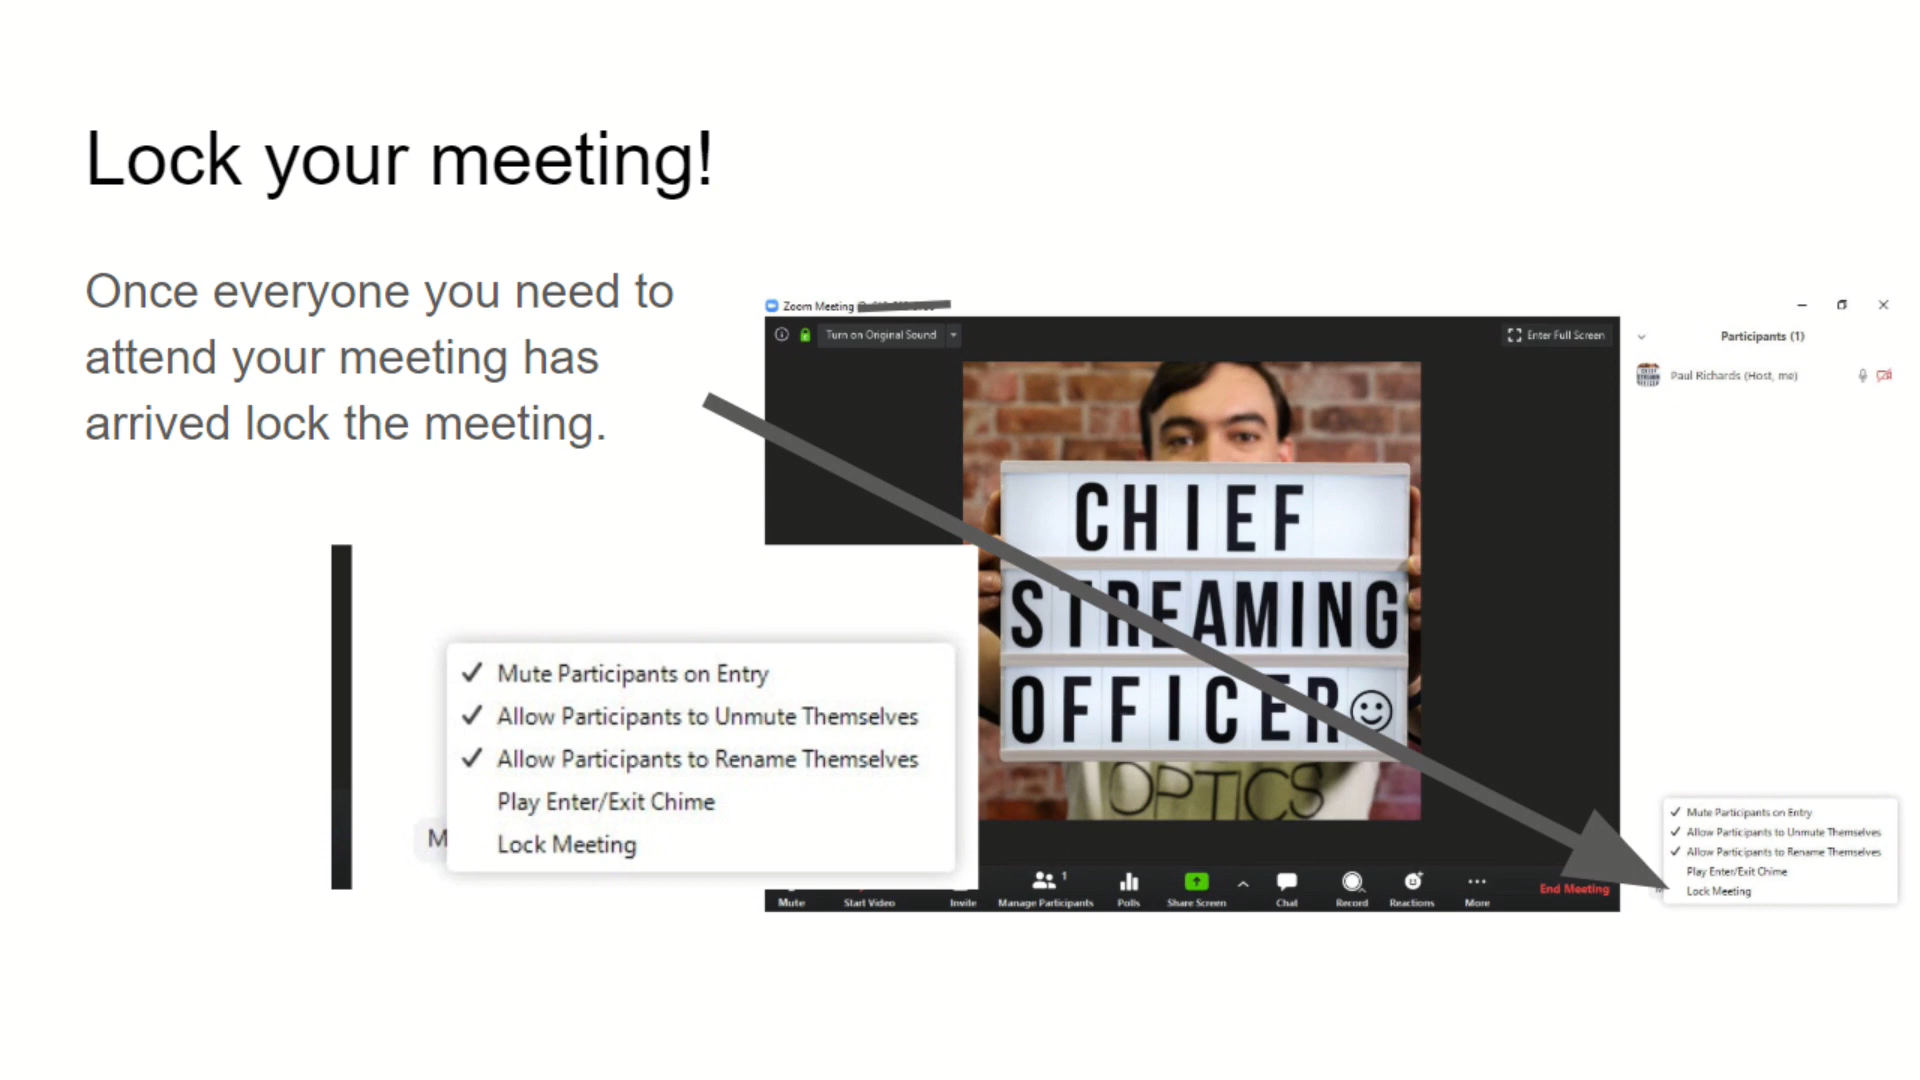 Lock your meeting!
Once everyone you need to
attend your meeting has
arrived lock the meeting.
Zoom Meeting
Turn on Original Sound
Enter Full Screen
Participants (1)
Paul Richards (Host, me)
CHIEF
STREAMING
OFFICER
OPTICS
✓ Mute Participants on Entry
✓ Allow Participants to Unmute Themselves
✓ Allow Participants to Rename Themselves
Play Enter/Exit Chime
Lock Meeting
M
✓ Mute Participants on Entry
✓ Allow Participants to Unmute Themselves
✓ Allow Participants to Rename Themselves
Play Enter/Exit Chime
Lock Meeting
1
Mute Start Video Invite Manage Participants Polls Share Screen Chat Record Reactions More End Meeting